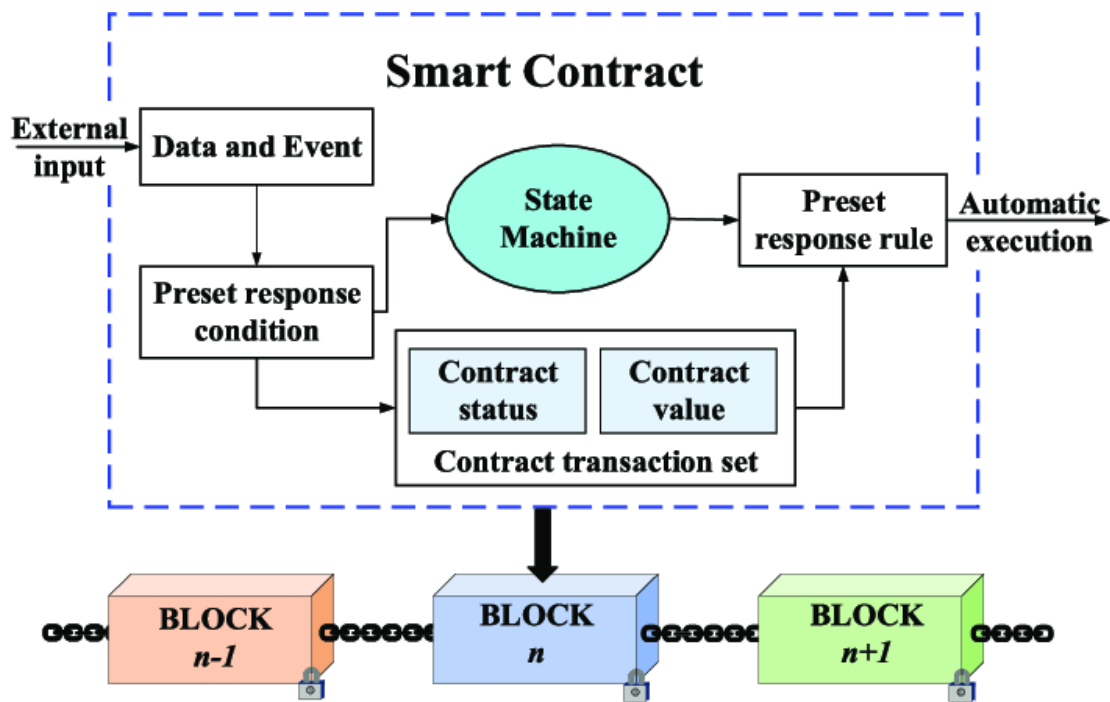 Smart Contract
External
input
Data and Event
State
Machine
Preset
response rule
Automatic
execution
Preset response
condition
Contract
status
Contract
value
Contract transaction set
BLOCK
n-1
BLOCK
n
BLOCK
n+1